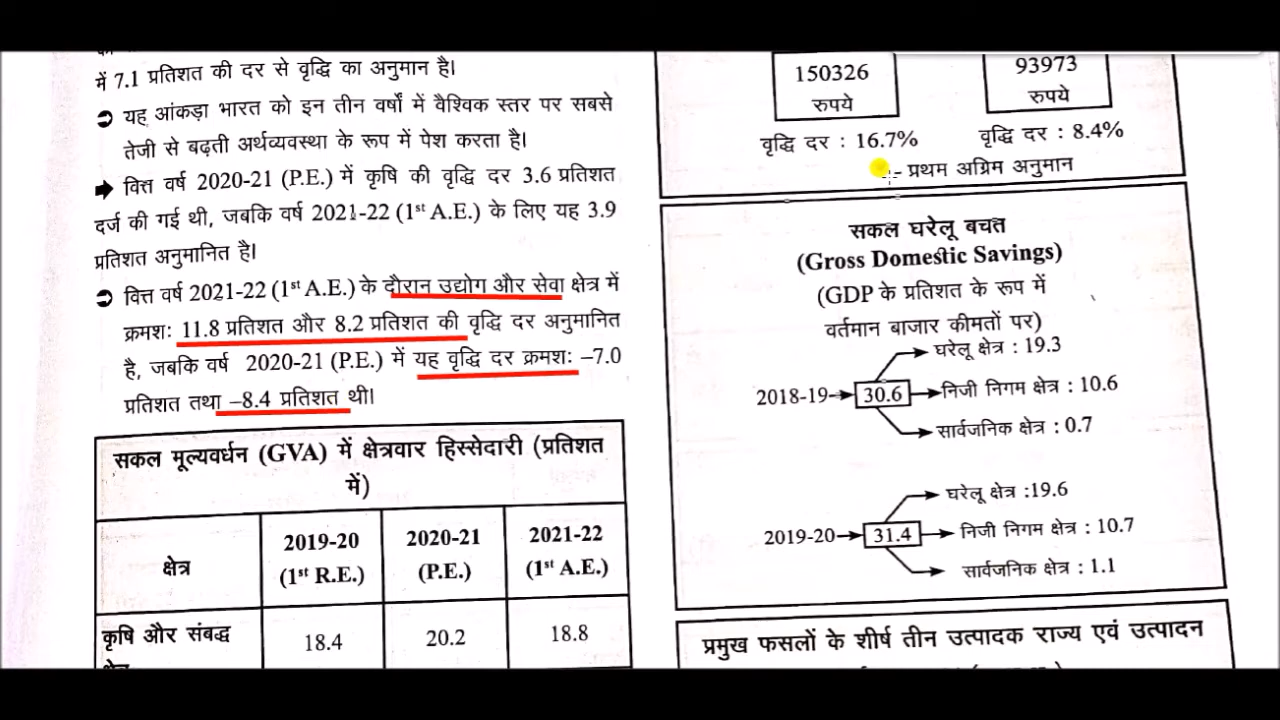 में 7.1 प्रतिशत की दर से वृद्धि का अनुमान है।
➲ यह आंकड़ा भारत को इन तीन वर्षों में वैश्विक स्तर पर सबसे
तेजी से बढ़ती अर्थव्यवस्था के रूप में पेश करता है।
➧ वित्त वर्ष 2020-21 (P.E.) में कृषि की वृद्धि दर 3.6 प्रतिशत
दर्ज की गई थी, जबकि वर्ष 2021-22 (1st A.E.) के लिए यह 3.9
प्रतिशत अनुमानित है।
➲ वित्त वर्ष 2021-22 (1st A.E.) के दौरान उद्योग और सेवा क्षेत्र में
क्रमश: 11.8 प्रतिशत और 8.2 प्रतिशत की वृद्धि दर अनुमानित
है, जबकि वर्ष 2020-21 (P.E.) में यह वृद्धि दर क्रमश: –7.0
प्रतिशत तथा –8.4 प्रतिशत थी।
सकल मूल्यवर्धन (GVA) में क्षेत्रवार हिस्सेदारी (प्रतिशत
में)
क्षेत्र 2019-20 (1st R.E.) 2020-21 (P.E.) 2021-22 (1st A.E.)
कृषि और संबद्ध 18.4 20.2 18.8
क्षेत्र
150326 93973
रुपये रुपये
वृद्धि दर : 16.7% वृद्धि दर : 8.4%
- प्रथम अग्रिम अनुमान
सकल घरेलू बचत
(Gross Domestic Savings)
(GDP के प्रतिशत के रूप में
वर्तमान बाजार कीमतों पर)
घरेलू क्षेत्र : 19.3
2018-19 30.6 निजी निगम क्षेत्र : 10.6
सार्वजनिक क्षेत्र : 0.7
घरेलू क्षेत्र :19.6
2019-20 31.4 निजी निगम क्षेत्र : 10.7
सार्वजनिक क्षेत्र : 1.1
प्रमुख फसलों के शीर्ष तीन उत्पादक राज्य एवं उत्पादन